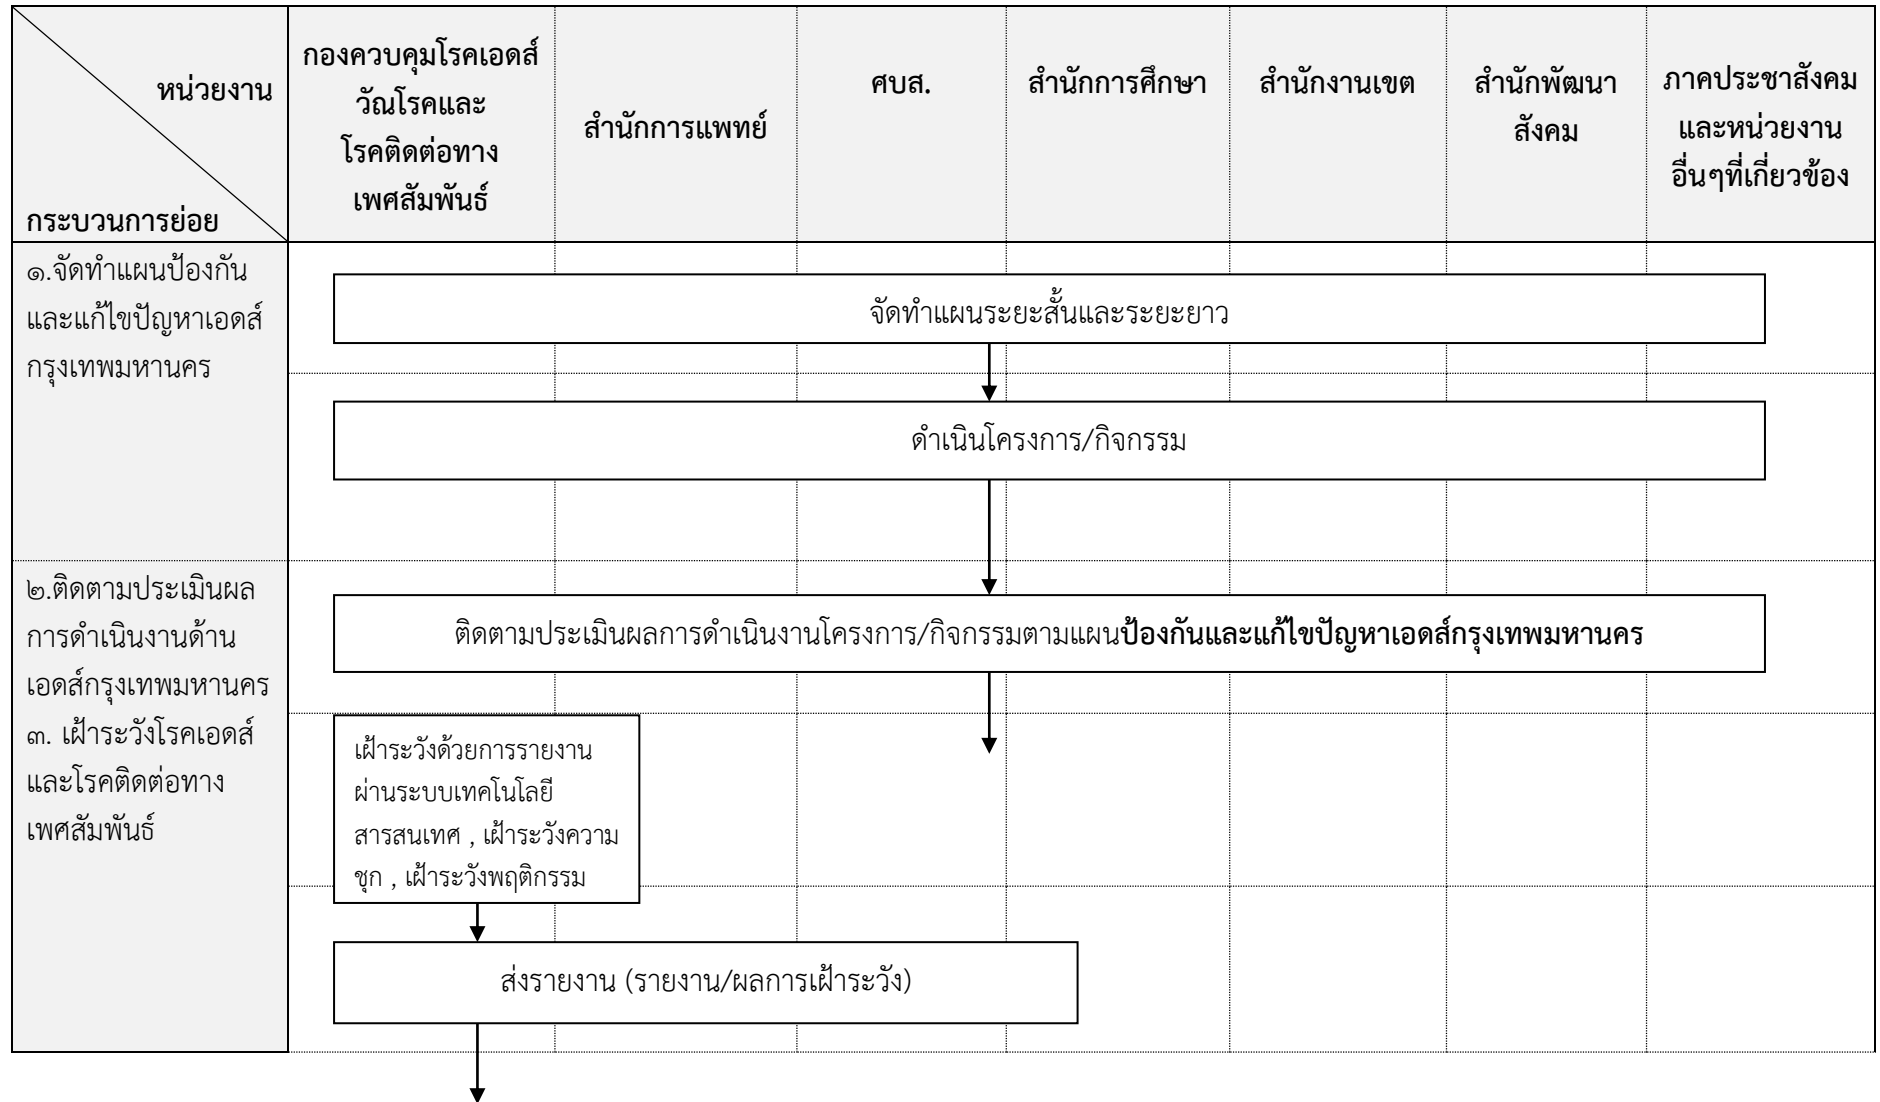 หน่วยงาน
กระบวนการย่อย
กองควบคุมโรคเอดส์
วัณโรคและ
โรคติดต่อทาง
เพศสัมพันธ์
สำนักการแพทย์
ศบส.
สำนักการศึกษา
สำนักงานเขต
สำนักพัฒนา
สังคม
ภาคประชาสังคม
และหน่วยงาน
อื่นๆที่เกี่ยวข้อง
๑.จัดทำแผนป้องกัน
และแก้ไขปัญหาเอดส์
กรุงเทพมหานคร
จัดทำแผนระยะสั้นและระยะยาว
ดำเนินโครงการ/กิจกรรม
๒.ติดตามประเมินผล
การดำเนินงานด้าน
เอดส์กรุงเทพมหานคร
๓. เฝ้าระวังโรคเอดส์
และโรคติดต่อทาง
เพศสัมพันธ์
ติดตามประเมินผลการดำเนินงานโครงการ/กิจกรรมตามแผนป้องกันและแก้ไขปัญหาเอดส์กรุงเทพมหานคร
เฝ้าระวังด้วยการรายงาน
ผ่านระบบเทคโนโลยี
สารสนเทศ , เฝ้าระวังความ
ชุก , เฝ้าระวังพฤติกรรม
ส่งรายงาน (รายงาน/ผลการเฝ้าระวัง)